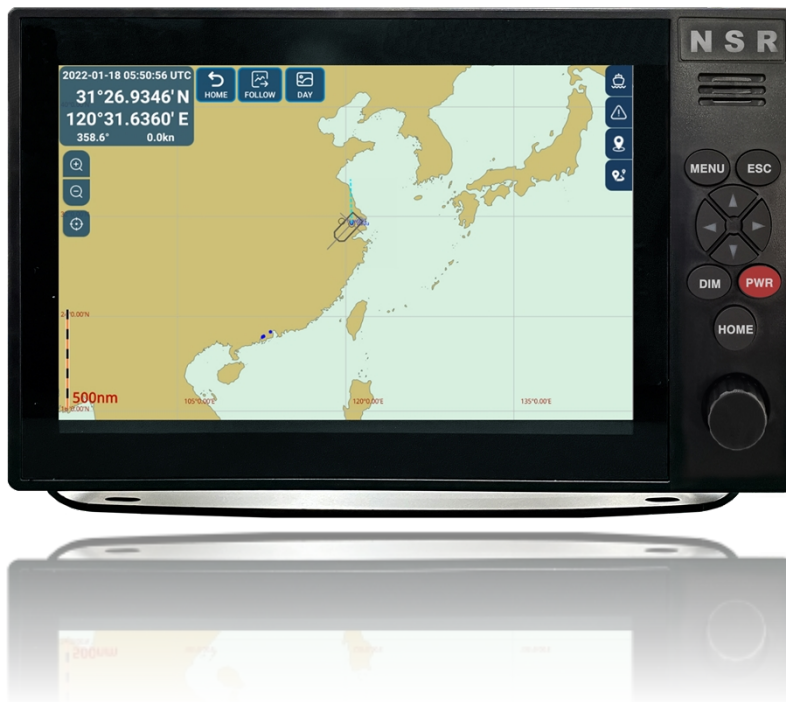 NSR
2022-01-18 05:50:56 UTC
31°26.9346' N
120°31.6360' E
358.6° 0.0kn
HOME
FOLLOW
DAY
MENU
ESC
DIM
PWR
HOME
500nm
105°0.00'E
120°0.00'E
135°0.00'E